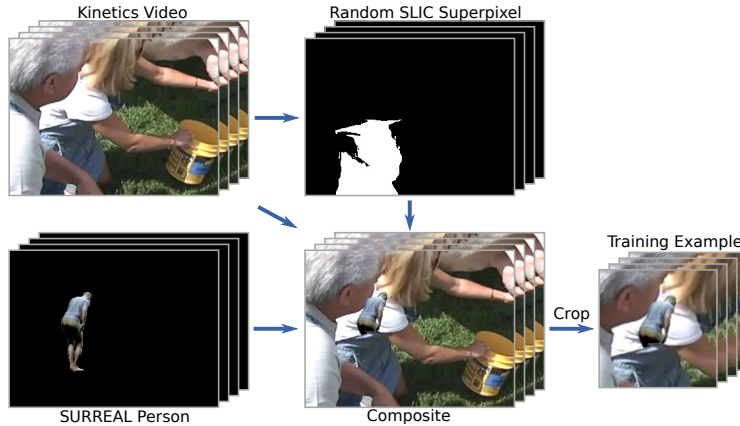 Kinetics Video
Random SLIC Superpixel
Training Example
Crop
SURREAL Person
Composite